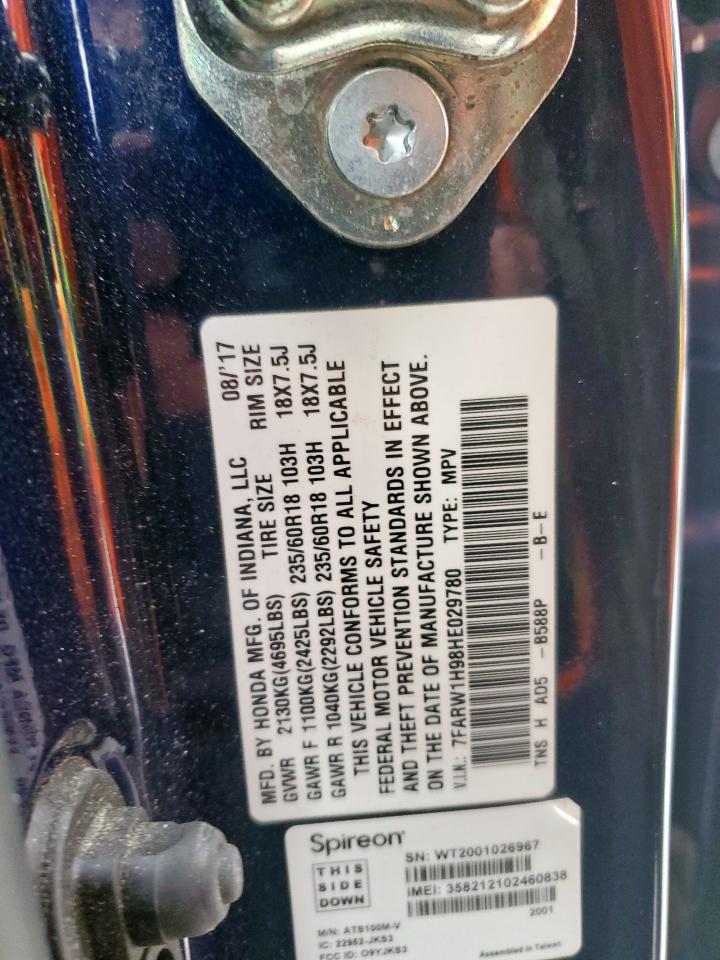 MFD. BY HONDA MFG. OF INDIANA, LLC 08/'17
GVWR 2130KG(4695LBS) TIRE SIZE RIM SIZE
GAWR F 1100KG(2425LBS) 235/60R18 103H 18X7.5J
GAWR R 1040KG(2292LBS) 235/60R18 103H 18X7.5J
THIS VEHICLE CONFORMS TO ALL APPLICABLE
FEDERAL MOTOR VEHICLE SAFETY
AND THEFT PREVENTION STANDARDS IN EFFECT
ON THE DATE OF MANUFACTURE SHOWN ABOVE.
V.I.N.: 7FARW1H98HE029780 TYPE: MPV
TNS H AD5 -B588P -B-E
Spireon
THIS
SIDE
DOWN
SN: WT2001026967
IMEI: 358212102460838
2001
M/N: ATS100M-V
IC: 22952-JKS3
FCC ID: O9YJKS3
Assembled in Taiwan